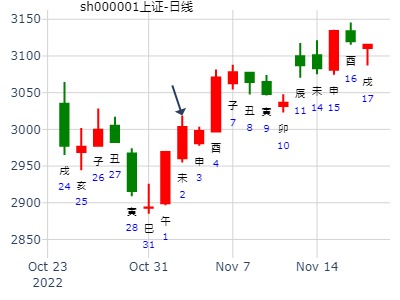 sh000001上证-日线
3150
3100
3050
3000
2950
2900
2850
戌
24
亥
25
子
26
丑
27
寅
28
巳
31
午
1
未
2
申
3
酉
4
子
7
丑
8
寅
9
卯
10
辰
11
未
14
申
15
酉
16
戌
17
Oct 23
2022
Oct 31
Nov 7
Nov 14